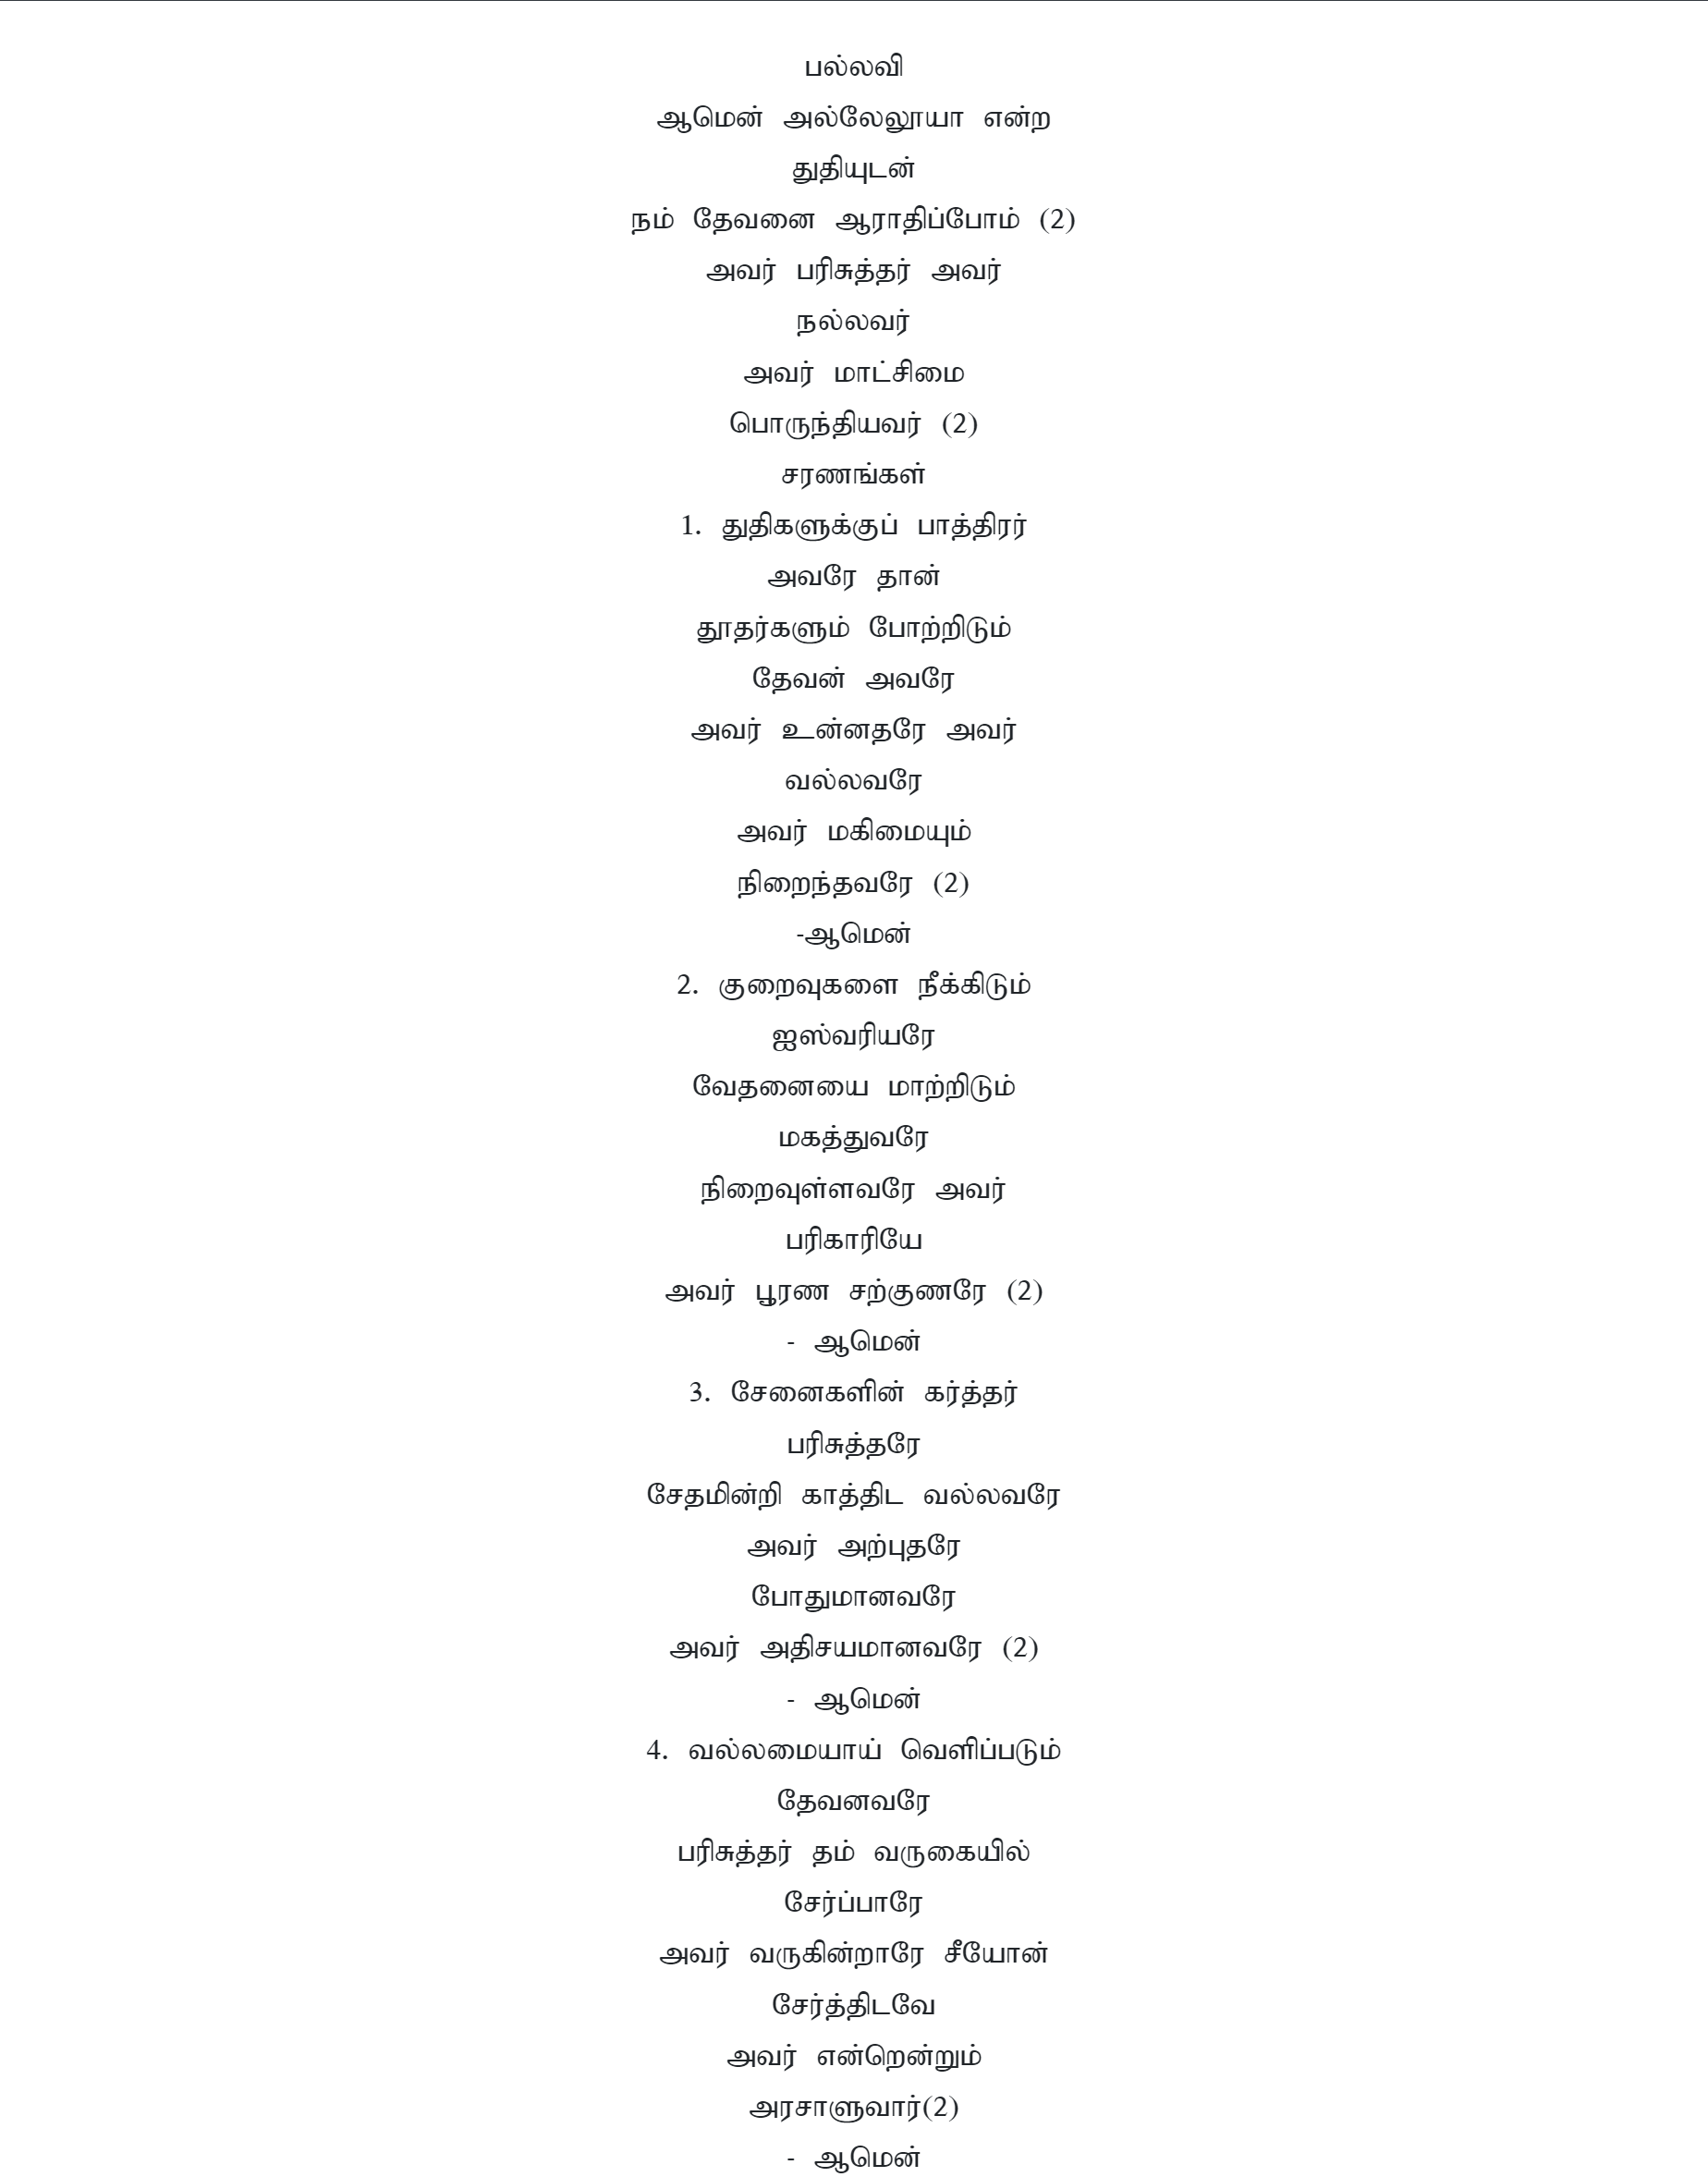 பல்லவி
ஆமென் அல்லேலூயா என்ற
துதியுடன்
நம் தேவனை ஆராதிப்போம் (2)
அவர் பரிசுத்தர் அவர்
நல்லவர்
அவர் மாட்சிமை
பொருந்தியவர் (2)
சரணங்கள்
1. துதிகளுக்குப் பாத்திரர்
அவரே தான்
தூதர்களும் போற்றிடும்
தேவன் அவரே
அவர் உன்னதரே அவர்
வல்லவரே
அவர் மகிமையும்
நிறைந்தவரே (2)
-ஆமென்
2. குறைவுகளை நீக்கிடும்
ஐஸ்வரியரே
வேதனையை மாற்றிடும்
மகத்துவரே
நிறைவுள்ளவரே அவர்
பரிகாரியே
அவர் பூரண சற்குணரே (2)
- ஆமென்
3. சேனைகளின் கர்த்தர்
பரிசுத்தரே
சேதமின்றி காத்திட வல்லவரே
அவர் அற்புதரே
போதுமானவரே
அவர் அதிசயமானவரே (2)
- ஆமென்
4. வல்லமையாய் வெளிப்படும்
தேவனவரே
பரிசுத்தர் தம் வருகையில்
சேர்ப்பாரே
அவர் வருகின்றாரே சீயோன்
சேர்த்திடவே
அவர் என்றென்றும்
அரசாளுவார்(2)
- ஆமென்